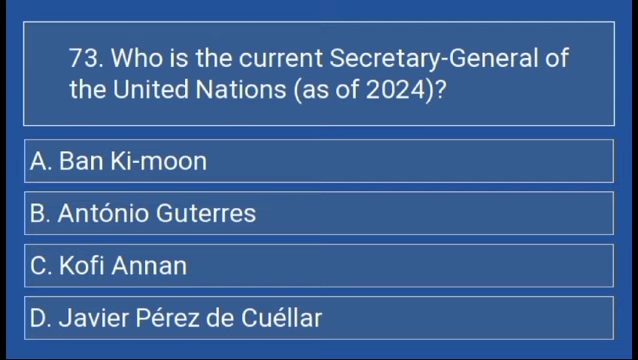 73. Who is the current Secretary-General of
the United Nations (as of 2024)?
A. Ban Ki-moon
B. António Guterres
C. Kofi Annan
D. Javier Pérez de Cuéllar